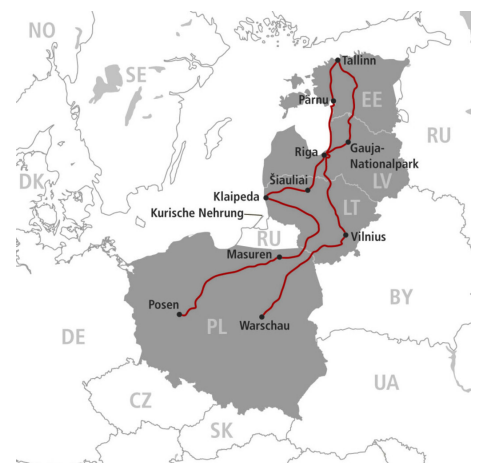 NO
SE
Tallinn
Pärnu
EE
RU
Riga
Gauja-
Nationalpark
DK
Šiauliai
LV
Klaipeda
Kurische Nehrung
LT
RU
Vilnius
Masuren
BY
Posen
PL
Warschau
DE
UA
CZ
SK